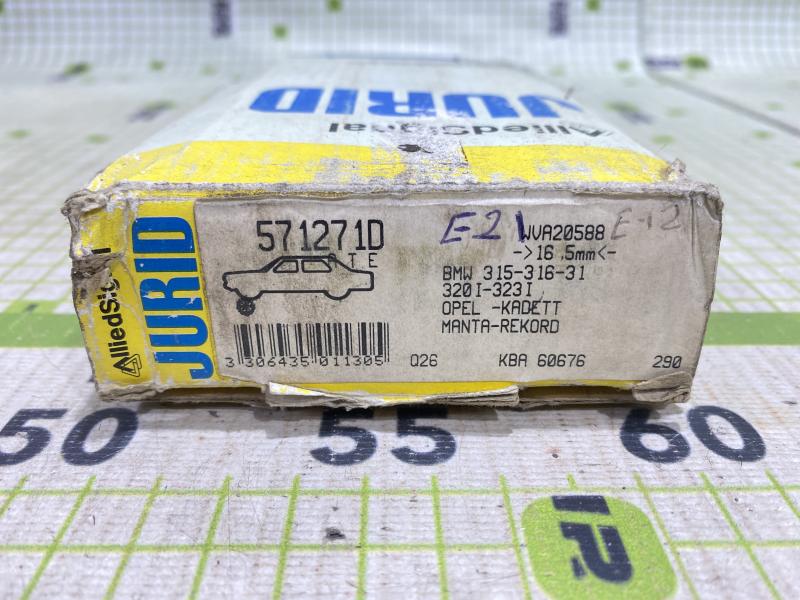 JURID
AlliedSignal
AlliedSignal
JURID
571271D
ATE
E21
WVA20588
E-12
->16.5mm<-
BMW 315-316-31
320I-323I
OPEL -KADETT
MANTA-REKORD
3 306435 011305
Q26
KBA 60676
290
50
55
60